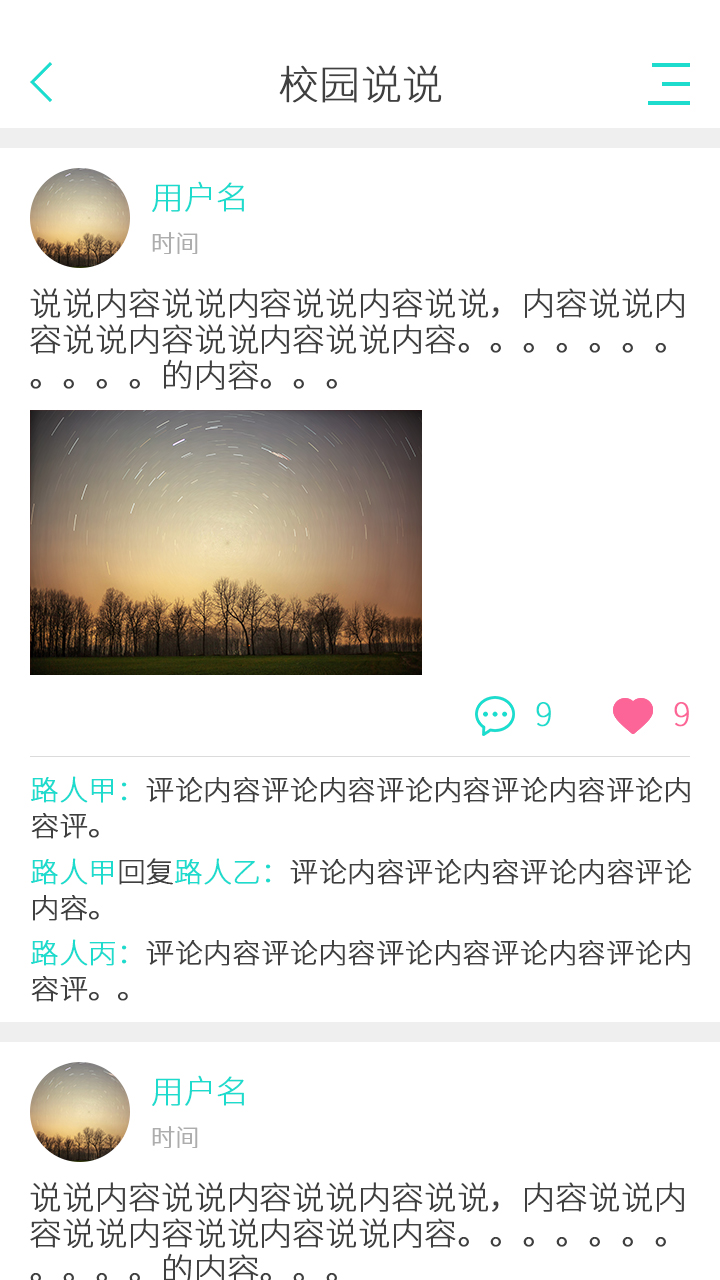 校园说说
用户名
时间
说说内容说说内容说说内容说说，内容说说内
容说说内容说说内容说说内容。。。。。。。
。。。。的内容。。。
9 9
路人甲：评论内容评论内容评论内容评论内容评论内
容评。
路人甲回复路人乙：评论内容评论内容评论内容评论
内容。
路人丙：评论内容评论内容评论内容评论内容评论内
容评。。
用户名
时间
说说内容说说内容说说内容说说，内容说说内
容说说内容说说内容说说内容。。。。。。。
。。。。的内容。。。